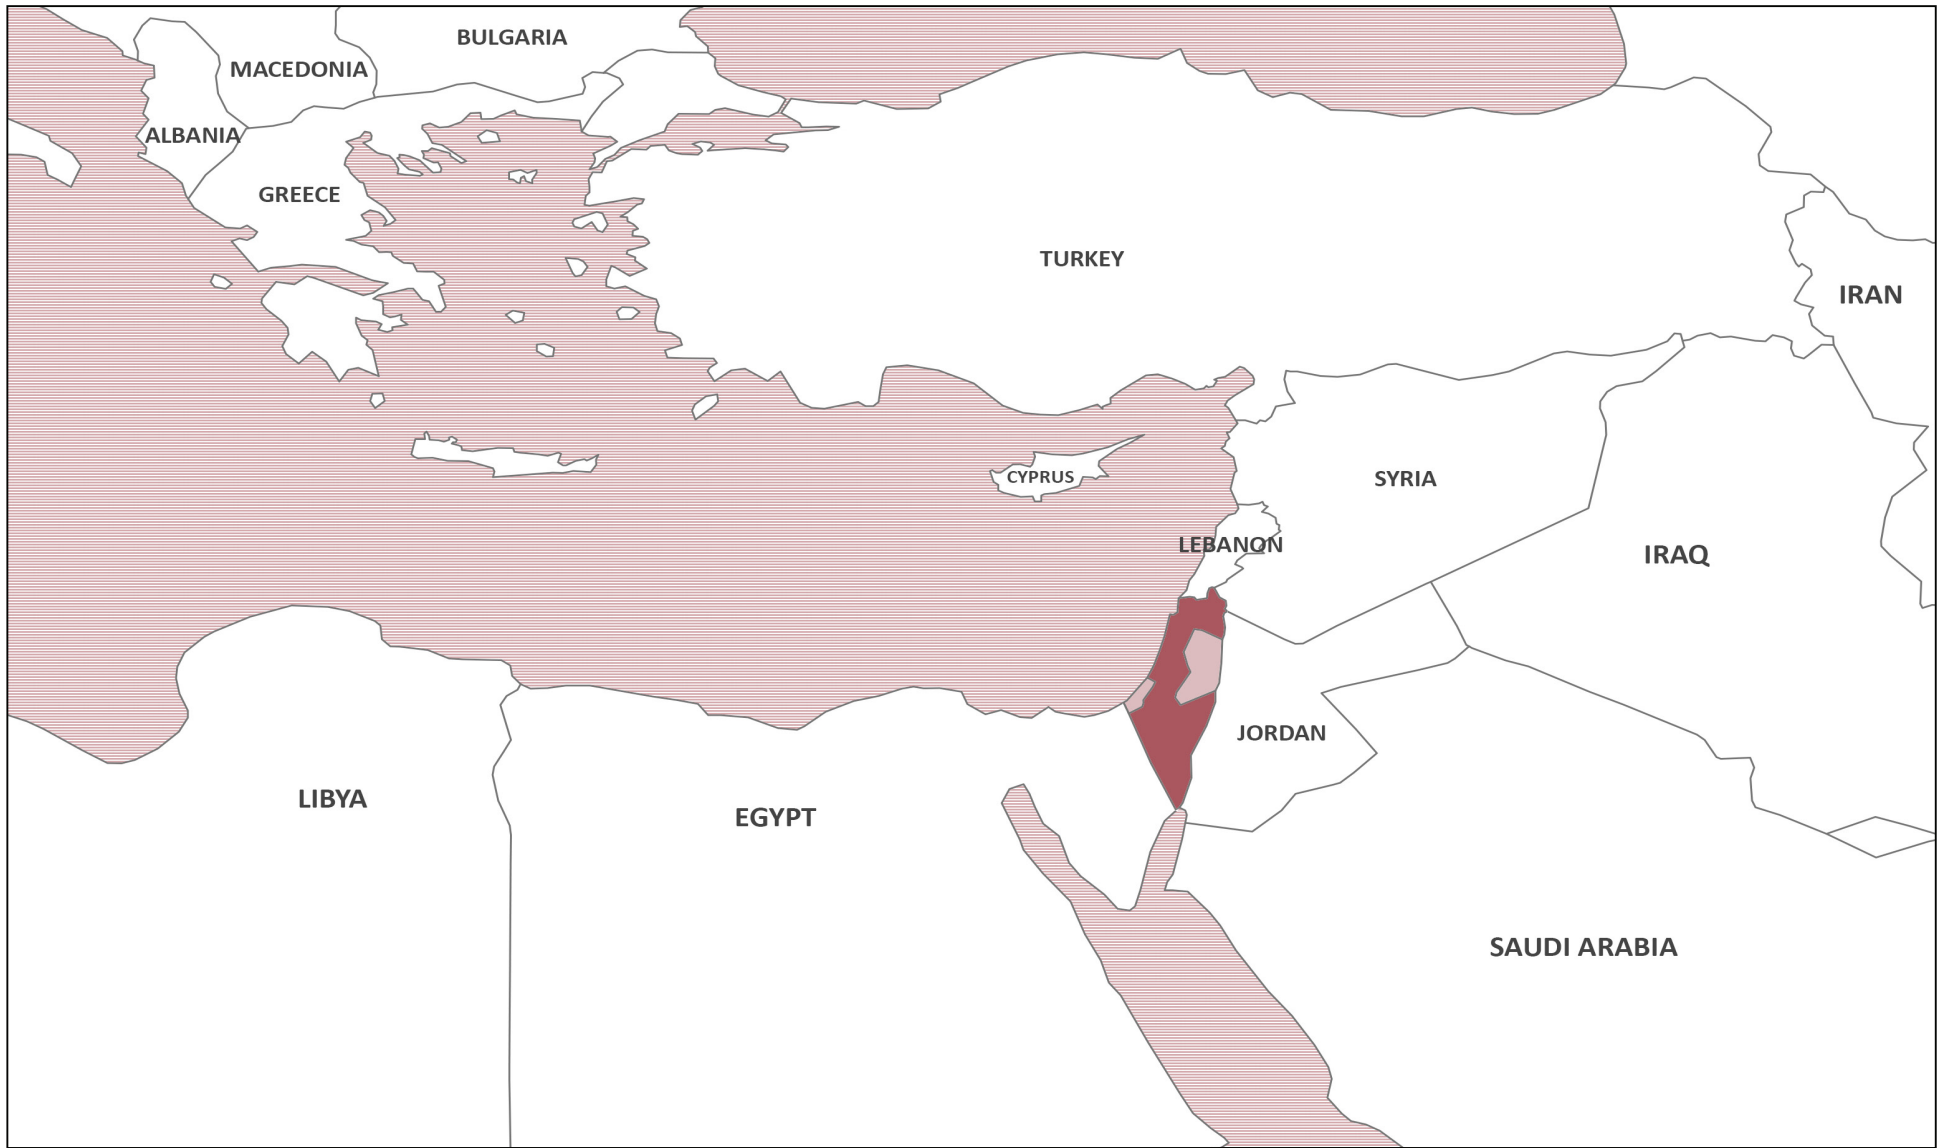 BULGARIA
MACEDONIA
ALBANIA
GREECE
TURKEY
IRAN
CYPRUS
SYRIA
LEBANON
IRAQ
JORDAN
LIBYA
EGYPT
SAUDI ARABIA